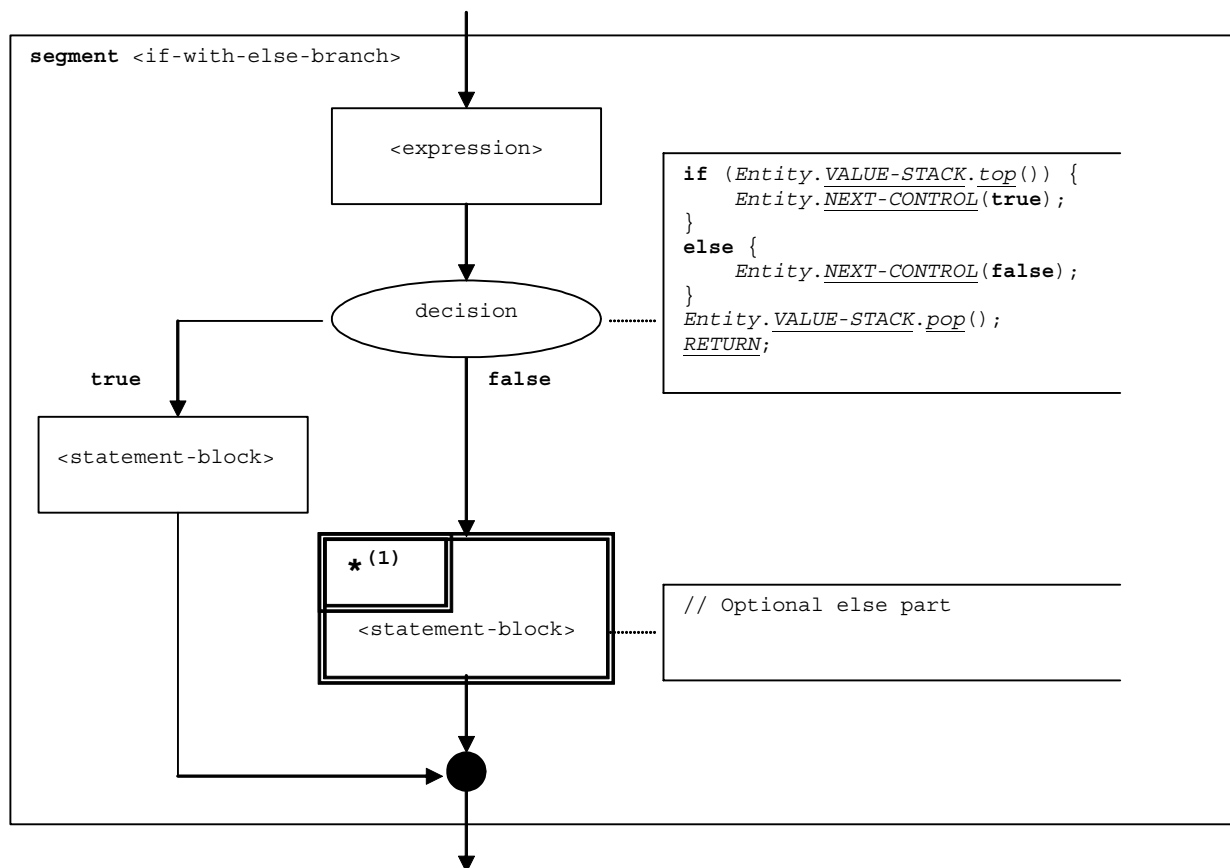 segment <if-with-else-branch>
<expression>
if (Entity.VALUE-STACK.top()) {
Entity.NEXT-CONTROL(true);
}
else {
Entity.NEXT-CONTROL(false);
}
Entity.VALUE-STACK.pop();
RETURN;
decision
true
false
<statement-block>
*(1)
<statement-block>
// Optional else part